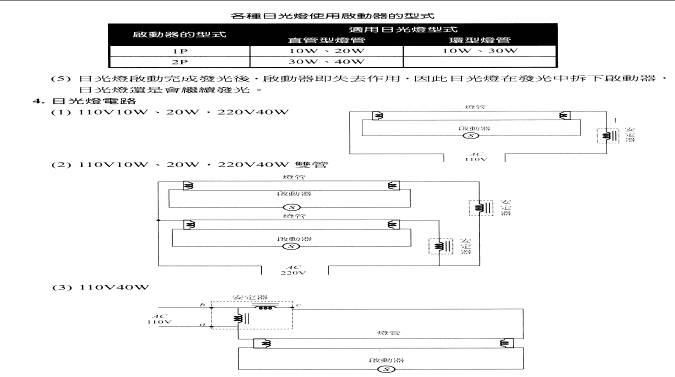 各種日光燈使用啟動器的型式
啟動器的型式 適用日光燈型式
直管型燈管 環型燈管
1P 10W、20W 10W、30W
2P 30W、40W
(5) 日光燈啟動完成發光後，啟動器即失去作用，因此日光燈在發光中拆下啟動器，
日光燈還是會繼續發光。
4. 日光燈電路
(1) 110V10W、20W，220V40W
燈管
啟動器
S
安定器
AC
110V
(2) 110V10W、20W，220V40W 雙管
燈管
啟動器
S
安定器
燈管
啟動器
S
安定器
AC
220V
(3) 110V40W
安定器
b
c
AC
110V
a
燈管
啟動器
S